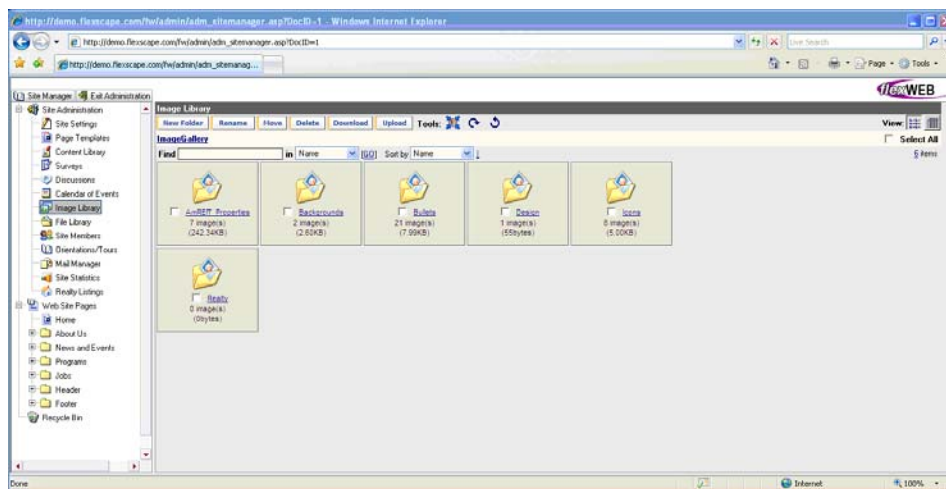 http://demo.flexscape.com/fw/admin/adm_sitemanager.asp?DocID=1 - Windows Internet Explorer
http://demo.flexscape.com/fw/admin/adm_sitemanager.asp?DocID=1
Live Search
http://demo.flexscape.com/fw/admin/adm_sitemanag...
Page
Tools
flexWEB
Site Manager
Exit Administration
Site Administration
Site Settings
Page Templates
Content Library
Surveys
Discussions
Calendar of Events
Image Library
File Library
Site Members
Orientations/Tours
Mail Manager
Site Statistics
Realty Listings
Web Site Pages
Home
About Us
News and Events
Programs
Jobs
Header
Footer
Recycle Bin
Image Library
New Folder Rename Move Delete Download Upload Tools:
View:
ImageGallery
Select All
Find in Name [GO] Sort by Name
6 items
AmREIT Properties
7 image(s)
(242.34KB)
Backgrounds
2 image(s)
(2.60KB)
Bullets
21 image(s)
(7.99KB)
Design
1 image(s)
(55bytes)
Icons
8 image(s)
(5.00KB)
Realty
0 image(s)
(0bytes)
Done
Internet
100%